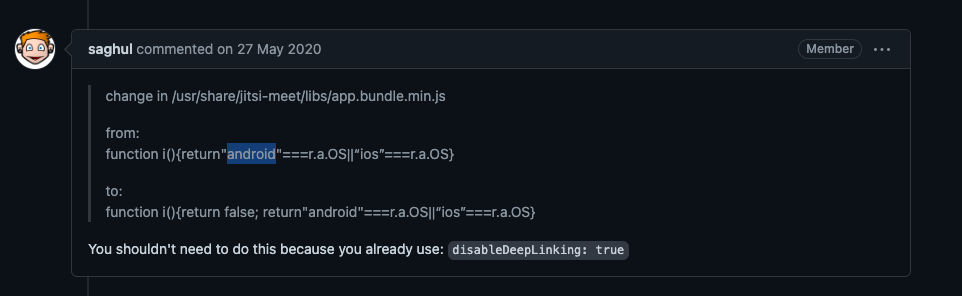 saghul commented on 27 May 2020
Member ...
change in /usr/share/jitsi-meet/libs/app.bundle.min.js
from:
function i(){return"android"===r.a.OS||“ios”===r.a.OS}
to:
function i(){return false; return"android"===r.a.OS||“ios”===r.a.OS}
You shouldn't need to do this because you already use: disableDeepLinking: true